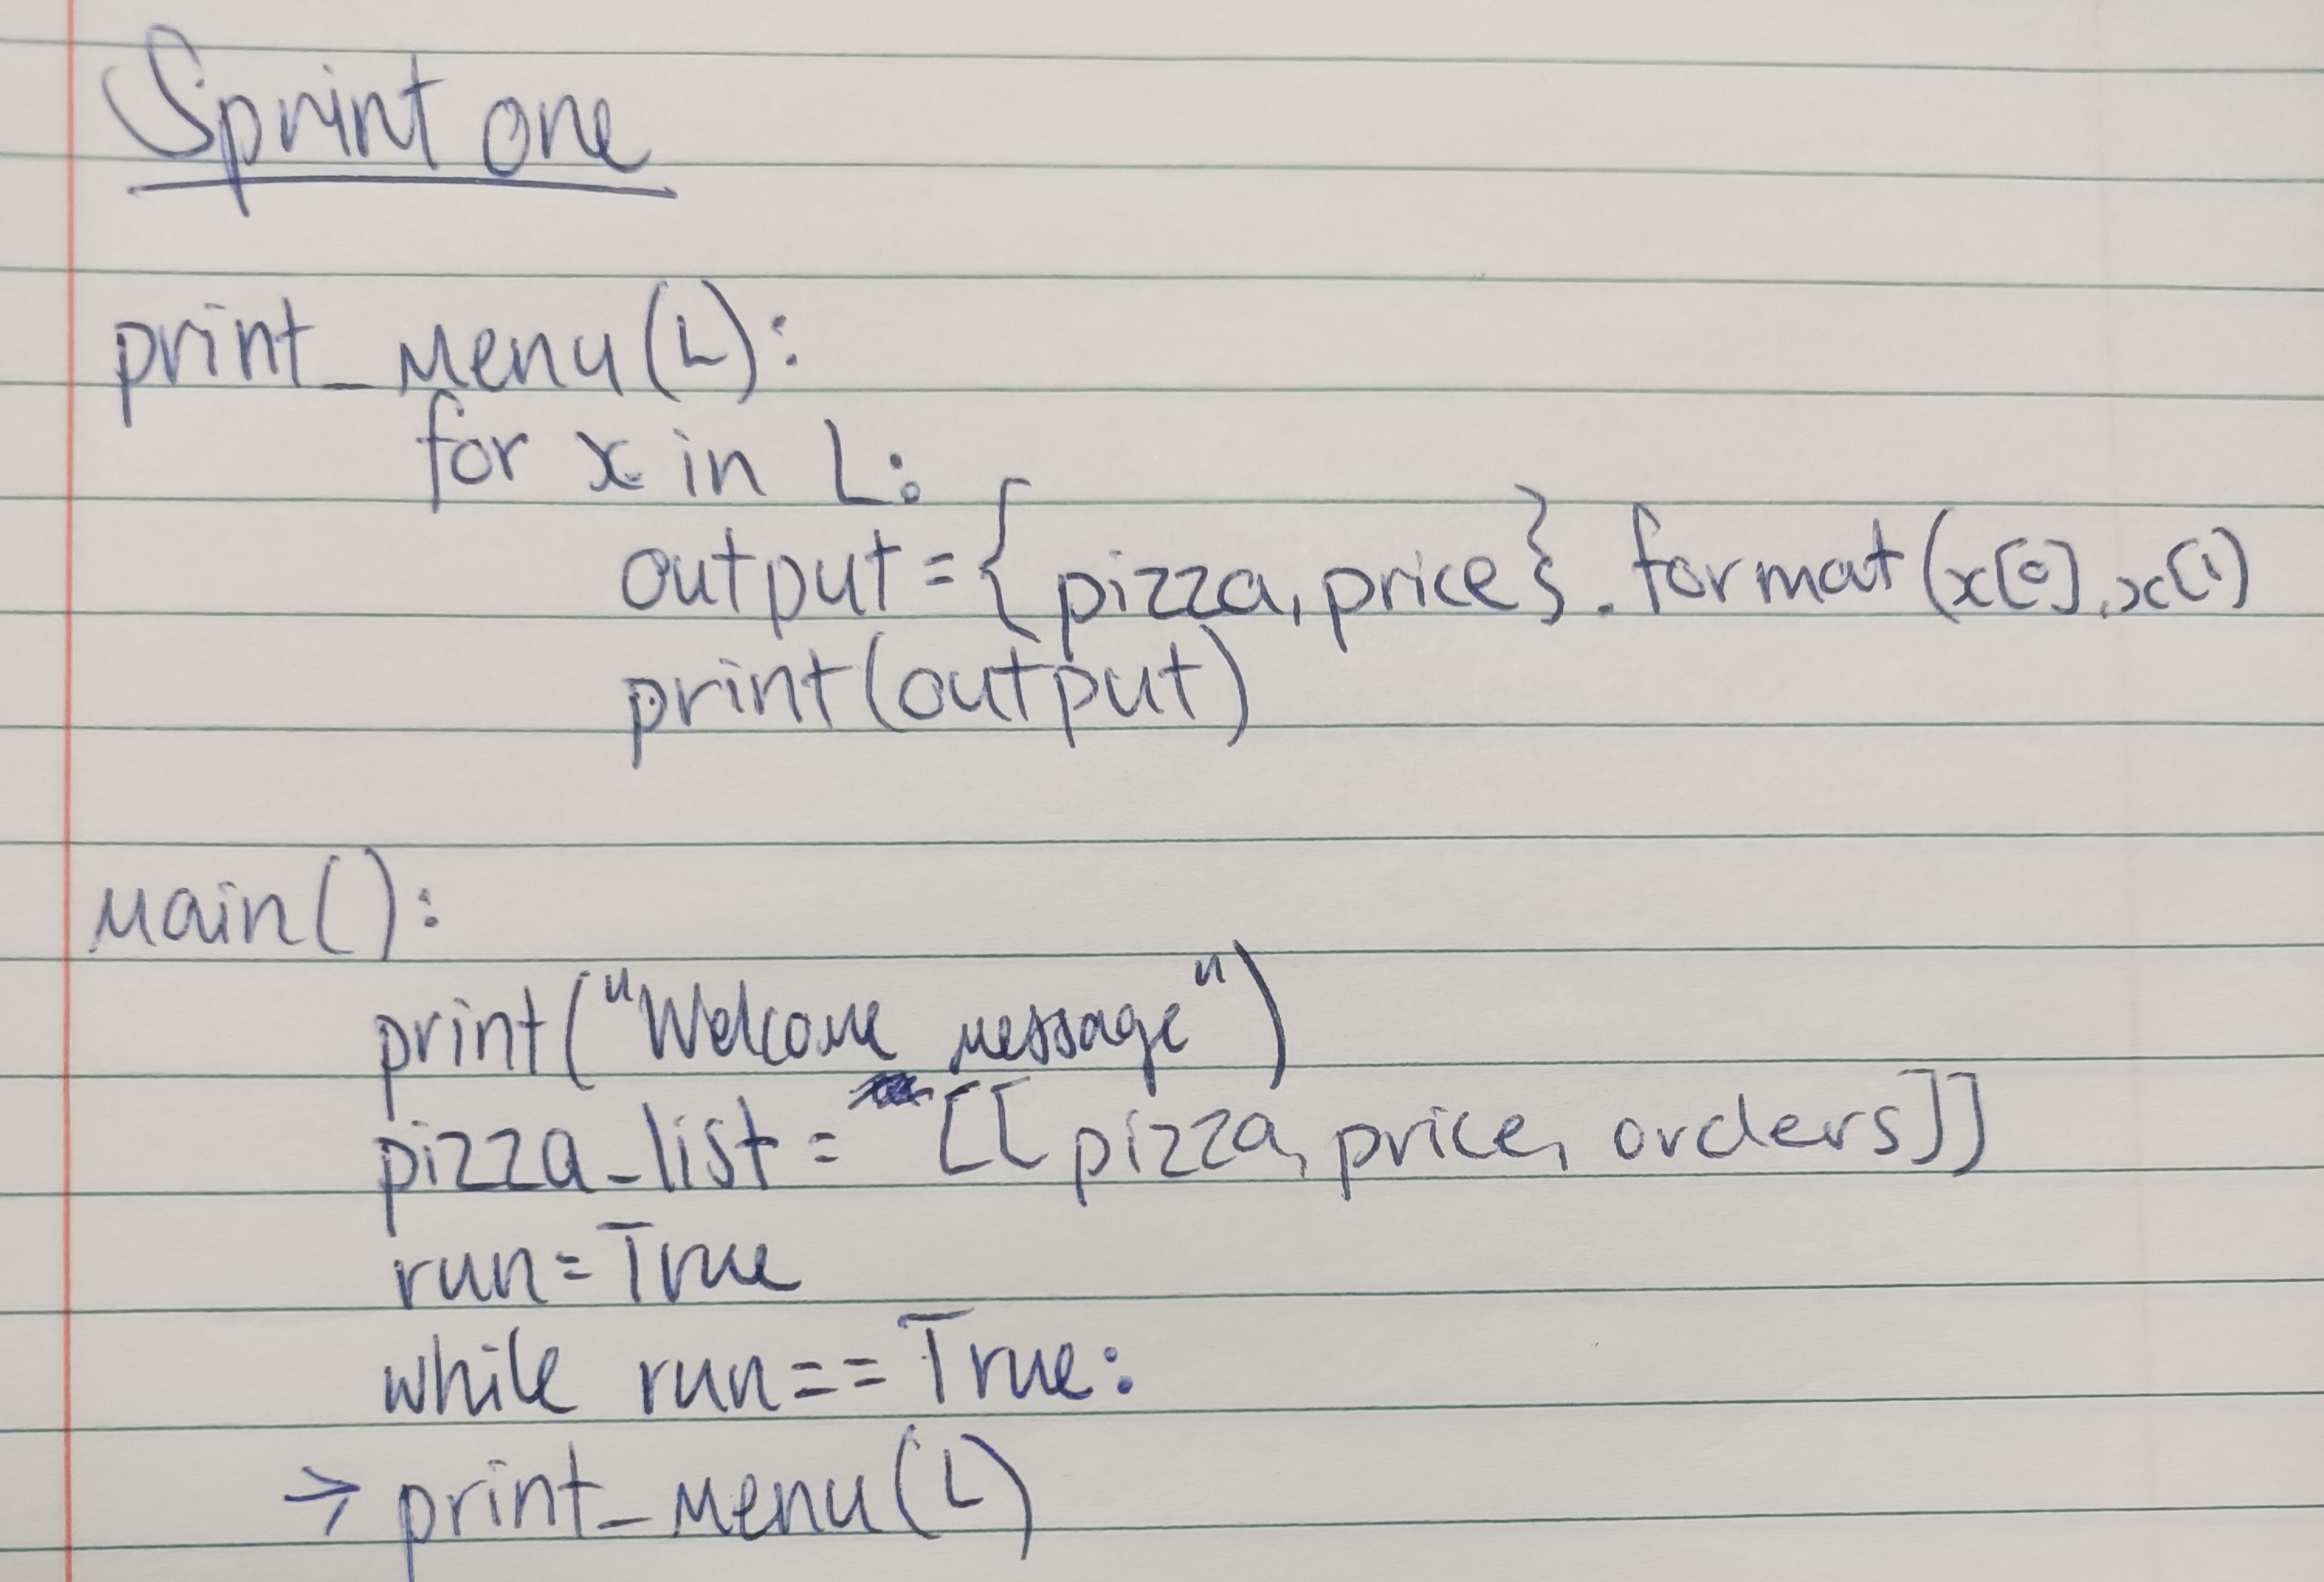 Sprint one
print_menu(L):
for x in L:
output={pizza,price}.format(x[0],x[1)
print(output)
main():
print("Welcome message")
pizza_list= [[pizza, price, orders]]
run=True
while run==True:
→ print_menu(L)